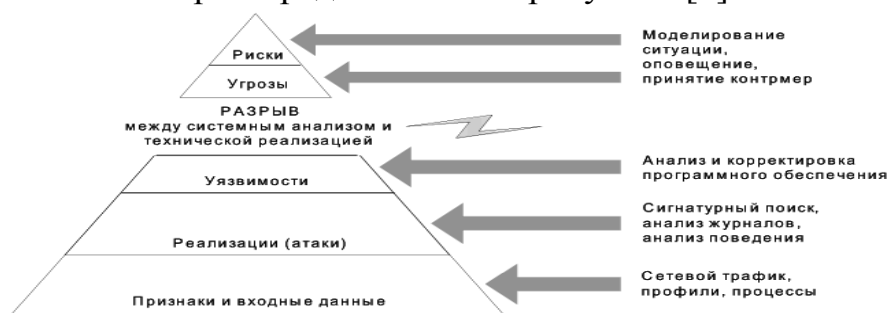 Риски
Угрозы
РАЗРЫВ
между системным анализом и
технической реализацией
Уязвимости
Реализации (атаки)
Признаки и входные данные
Моделирование
ситуации,
оповещение,
принятие контрмер
Анализ и корректировка
программного обеспечения
Сигнатурный поиск,
анализ журналов,
анализ поведения
Сетевой трафик,
профили, процессы